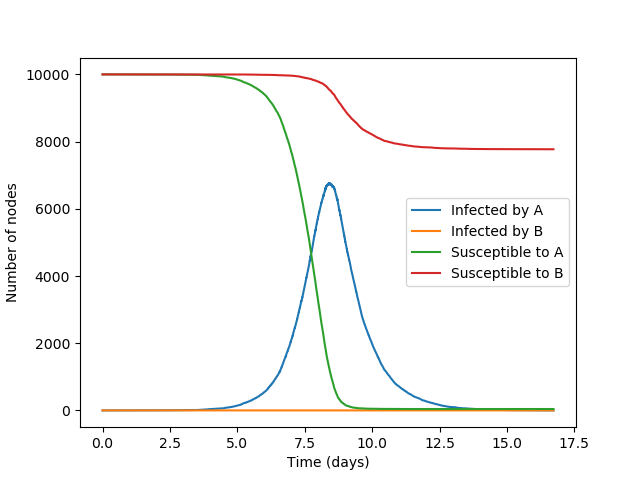 10000
8000
6000
4000
2000
0
Number of nodes
Infected by A
Infected by B
Susceptible to A
Susceptible to B
0.0 2.5 5.0 7.5 10.0 12.5 15.0 17.5
Time (days)